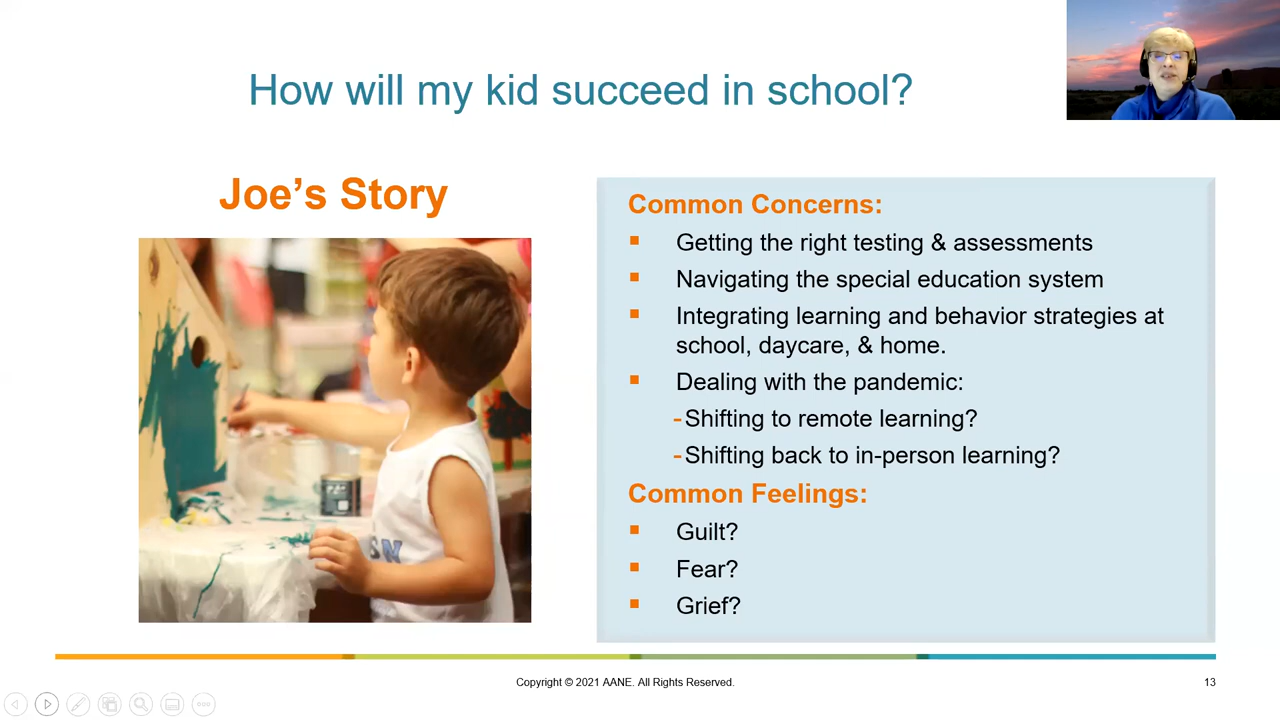 How will my kid succeed in school?
Joe’s Story
Common Concerns:
▪ Getting the right testing & assessments
▪ Navigating the special education system
▪ Integrating learning and behavior strategies at
school, daycare, & home.
▪ Dealing with the pandemic:
-Shifting to remote learning?
-Shifting back to in-person learning?
Common Feelings:
▪ Guilt?
▪ Fear?
▪ Grief?
Copyright © 2021 AANE. All Rights Reserved.
13